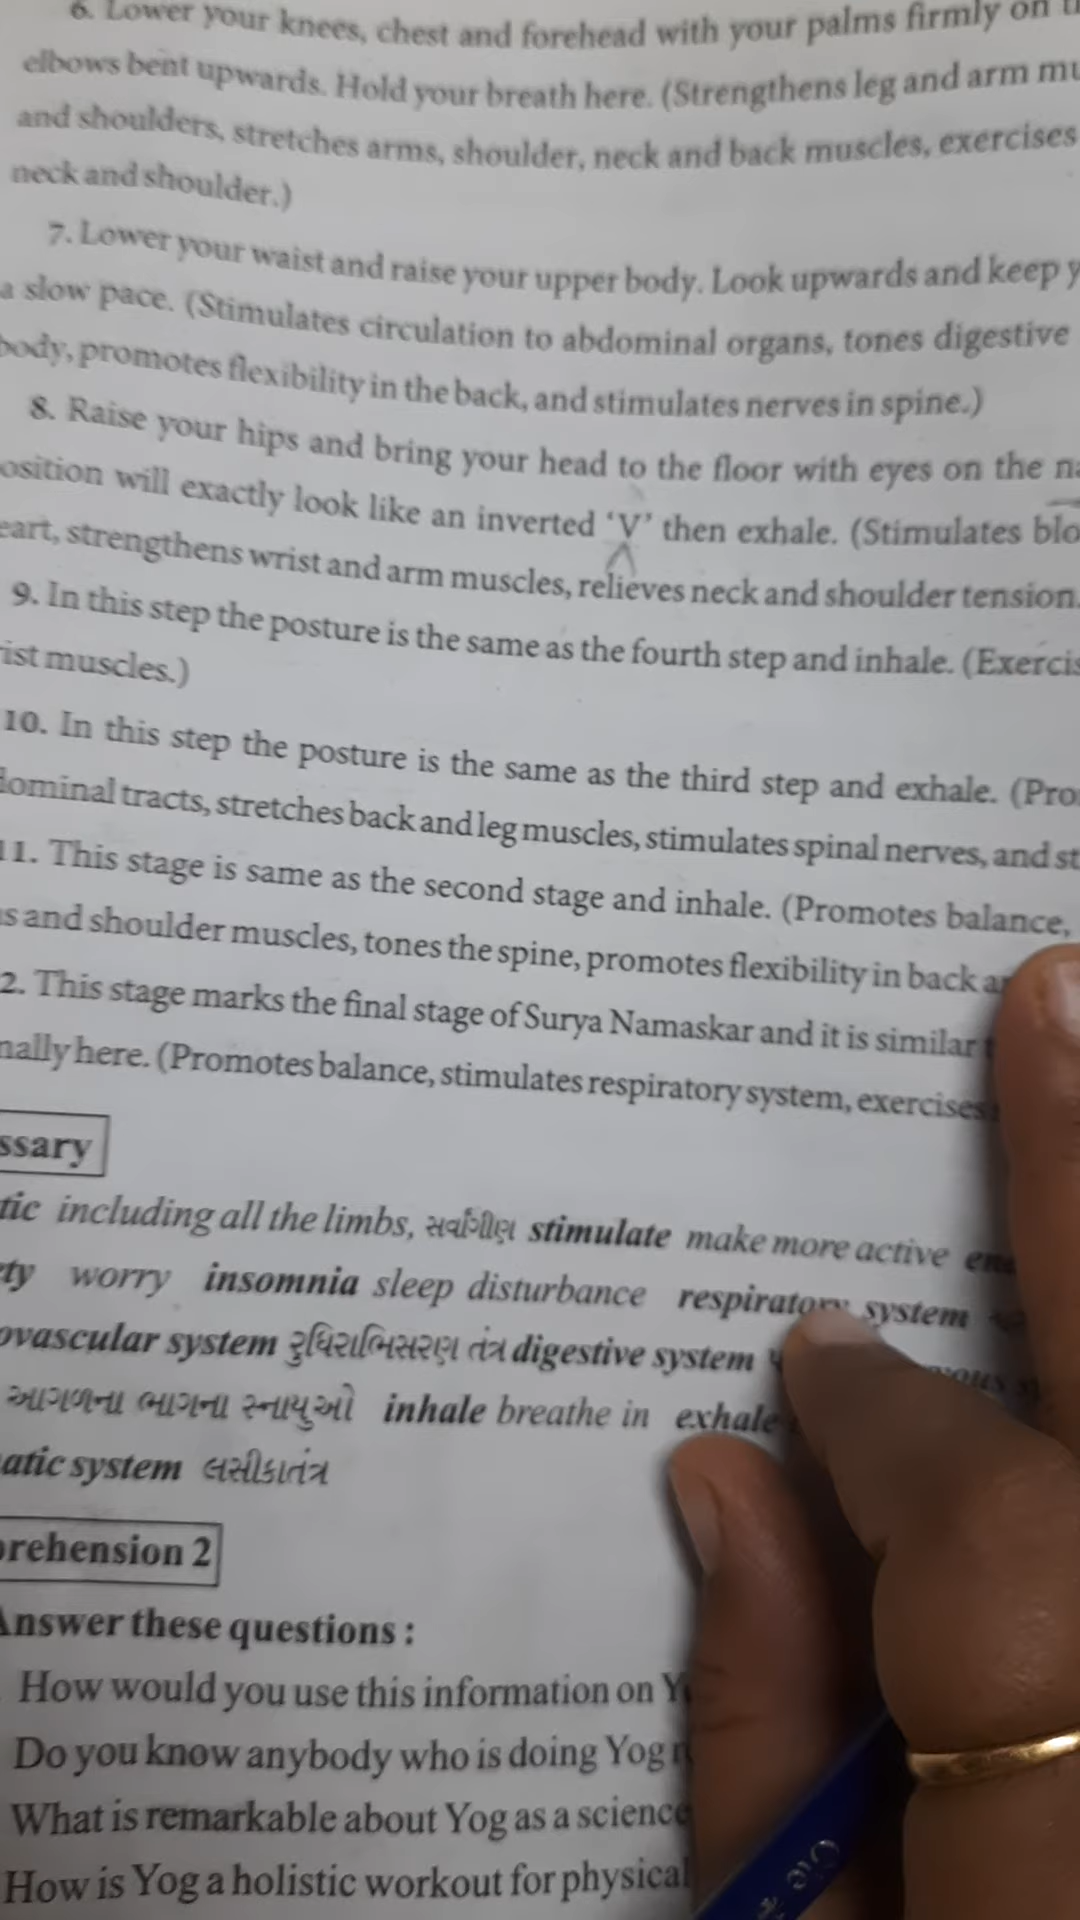 6. Lower your knees, chest and forehead with your palms firmly on
elbows bent upwards. Hold your breath here. (Strengthens leg and arm
and shoulders, stretches arms, shoulder, neck and back muscles, exercises
neck and shoulder.)
7. Lower your waist and raise your upper body. Look upwards and keep
a slow pace. (Stimulates circulation to abdominal organs, tones digestive
body, promotes flexibility in the back, and stimulates nerves in spine.)
8. Raise your hips and bring your head to the floor with eyes on the
osition will exactly look like an inverted ‘V’ then exhale. (Stimulates blo
eart, strengthens wrist and arm muscles, relieves neck and shoulder tension.
9. In this step the posture is the same as the fourth step and inhale. (Exercis
ist muscles.)
10. In this step the posture is the same as the third step and exhale. (Pro
dominal tracts, stretches back and leg muscles, stimulates spinal nerves, and st
11. This stage is same as the second stage and inhale. (Promotes balance,
s and shoulder muscles, tones the spine, promotes flexibility in back
2. This stage marks the final stage of Surya Namaskar and it is similar
nally here. (Promotes balance, stimulates respiratory system, exercises
ssary
tic including all the limbs, સર્વાંગીણ stimulate make more active
ty worry insomnia sleep disturbance respiratory system
ovascular system રુધિરાભિસરણ તંત્ર digestive system
આગળના ભાગના સ્નાયુઓ inhale breathe in exhale
atic system લસીકાતંત્ર
rehension 2
Answer these questions :
How would you use this information on
Do you know anybody who is doing Yog
What is remarkable about Yog as a science
How is Yog a holistic workout for physical